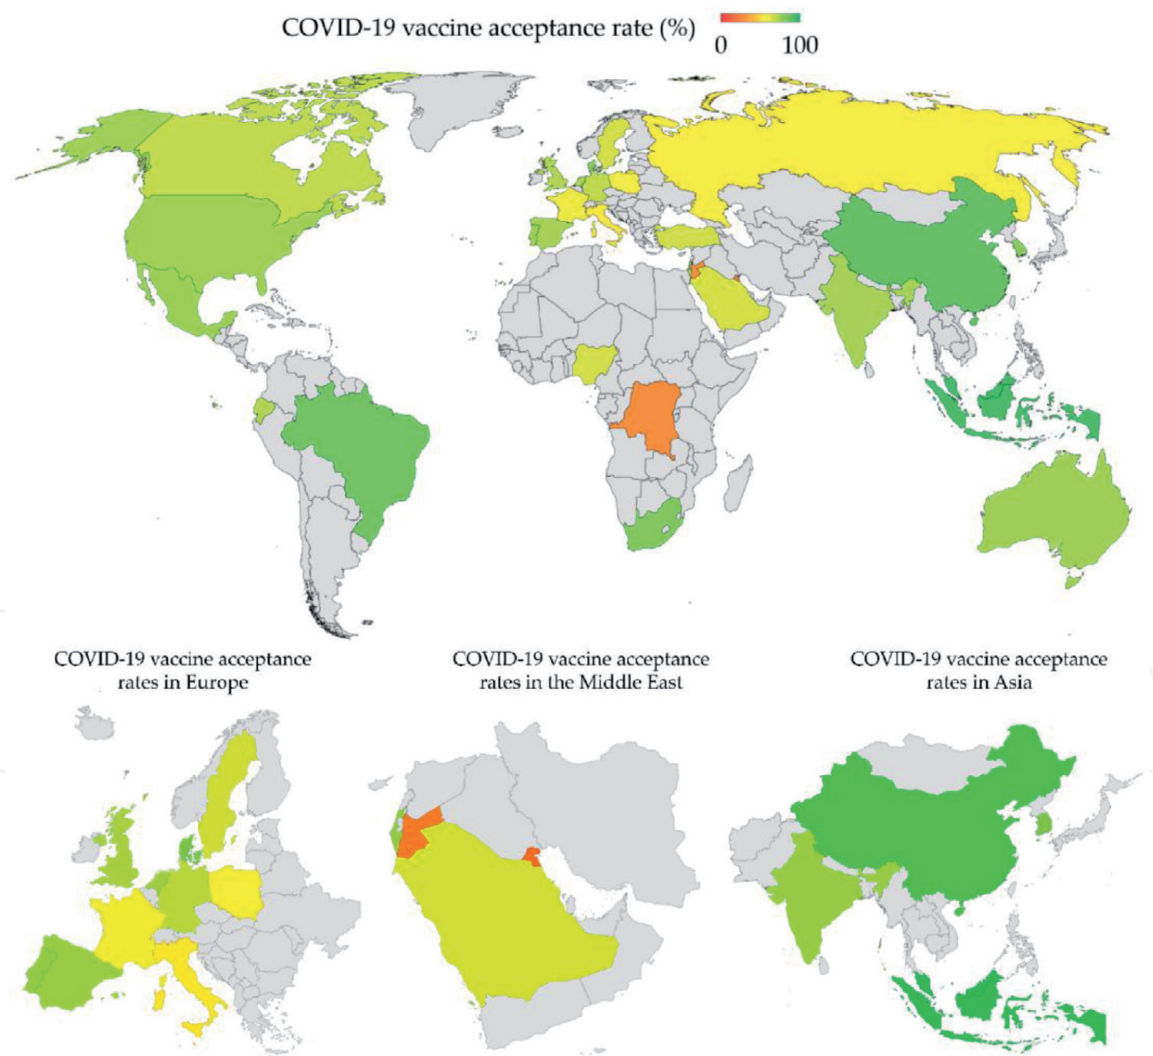 COVID-19 vaccine acceptance rate (%)
0 100
COVID-19 vaccine acceptance
rates in Europe
COVID-19 vaccine acceptance
rates in the Middle East
COVID-19 vaccine acceptance
rates in Asia